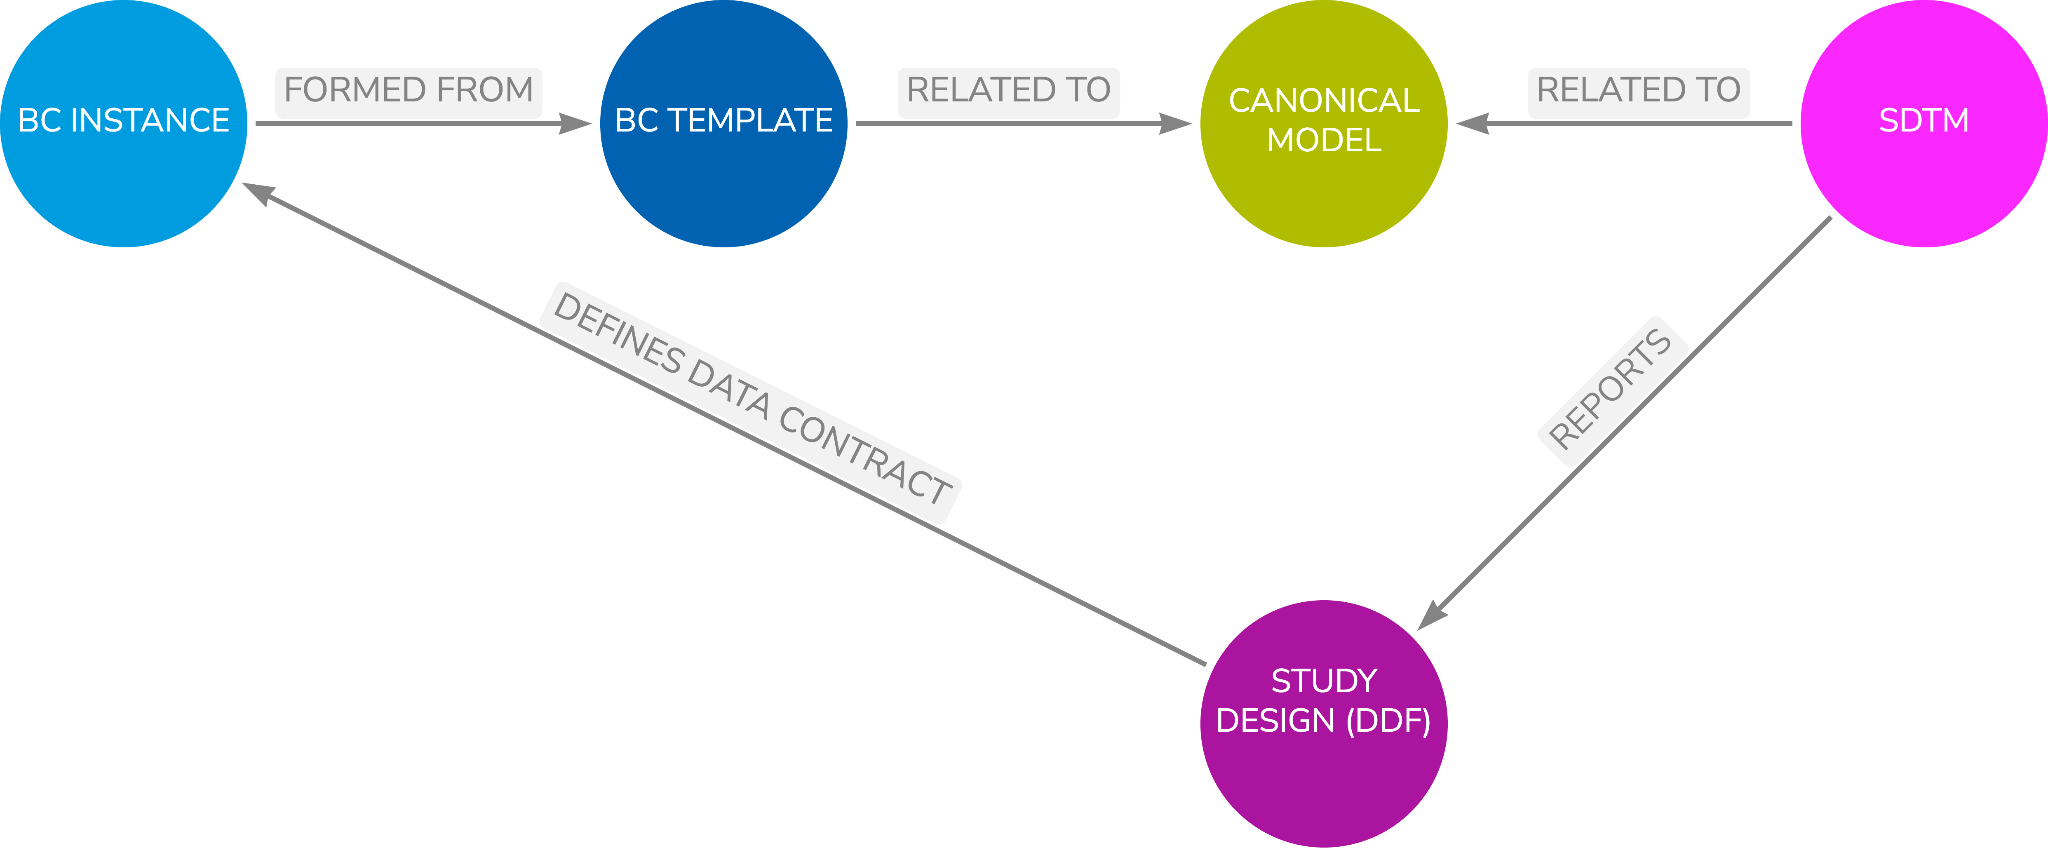 BC INSTANCE
FORMED FROM
BC TEMPLATE
RELATED TO
CANONICAL
MODEL
RELATED TO
SDTM
DEFINES DATA CONTRACT
REPORTS
STUDY
DESIGN (DDF)